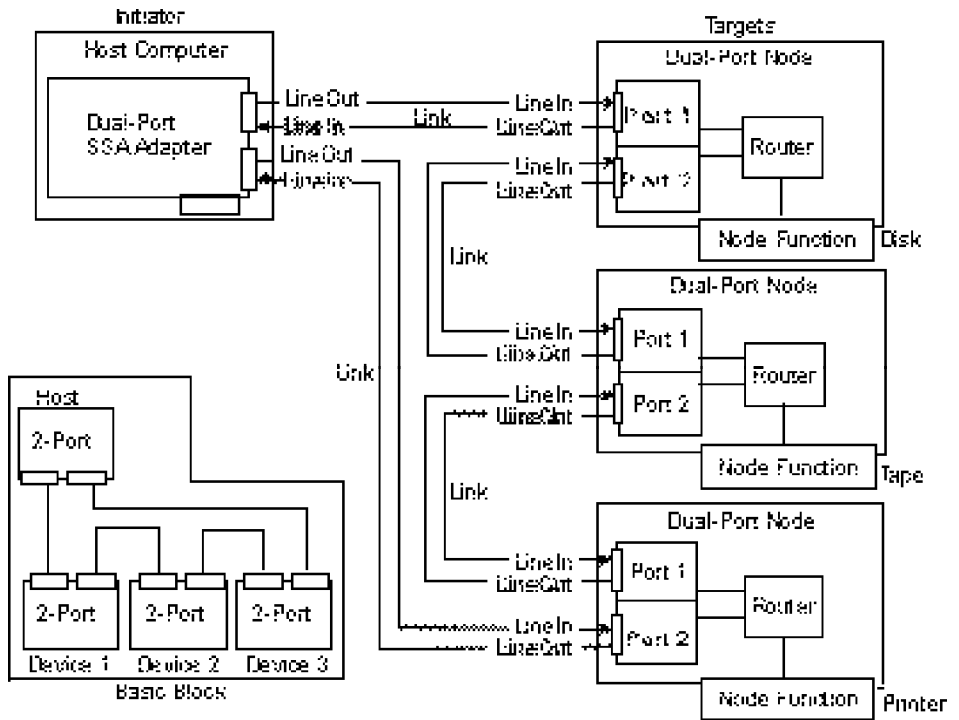 Initiator
Host Computer
Dual-Port
SSA Adapter
Line Out
Line In
Line Out
Line In
Link
Link
Targets
Dual-Port Node
Line In
Line Out
Port 1
Line In
Line Out
Port 2
Router
Node Function
Disk
Link
Dual-Port Node
Line In
Line Out
Port 1
Line In
Line Out
Port 2
Router
Node Function
Tape
Link
Dual-Port Node
Line In
Line Out
Port 1
Line In
Line Out
Port 2
Router
Node Function
Printer
Host
2-Port
2-Port
2-Port
2-Port
Device 1
Device 2
Device 3
Basic Block